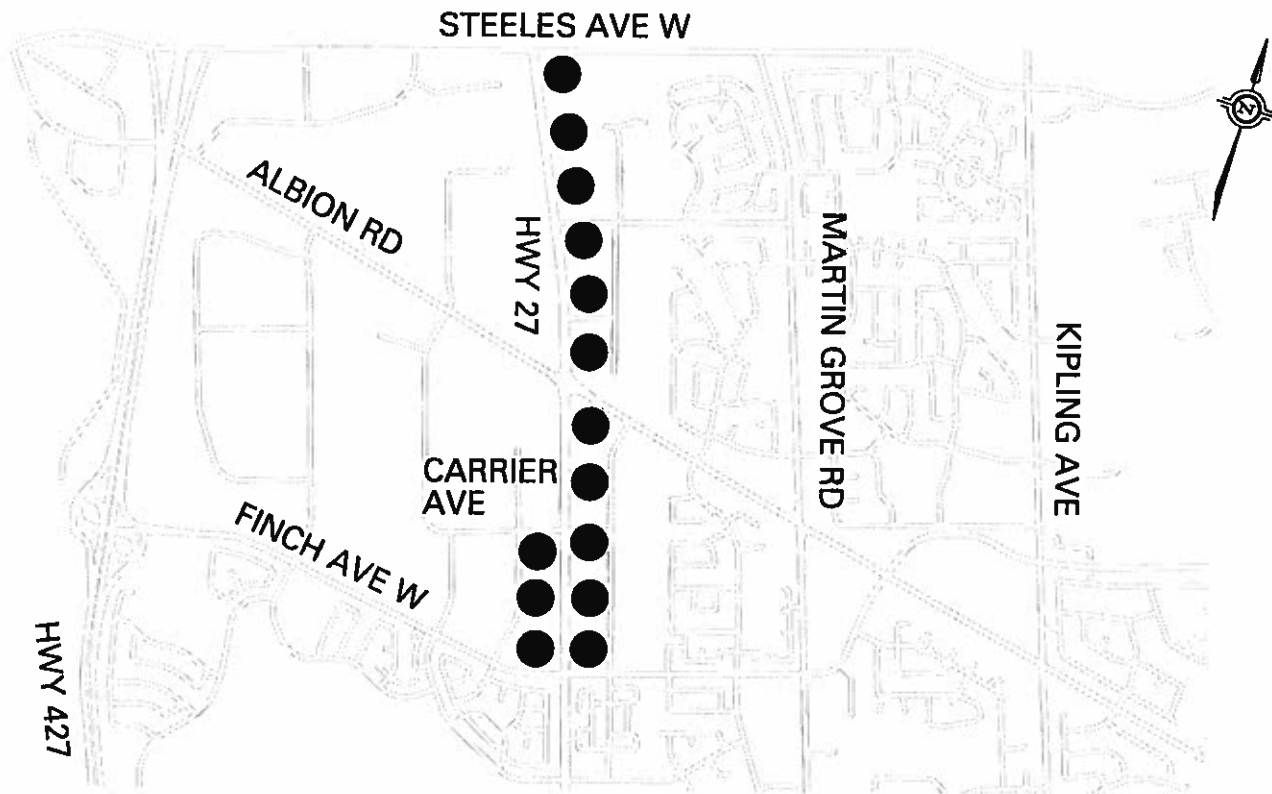 STEELES AVE W
N
ALBION RD
HWY 27
MARTIN GROVE RD
KIPLING AVE
CARRIER
AVE
FINCH AVE W
HWY 427